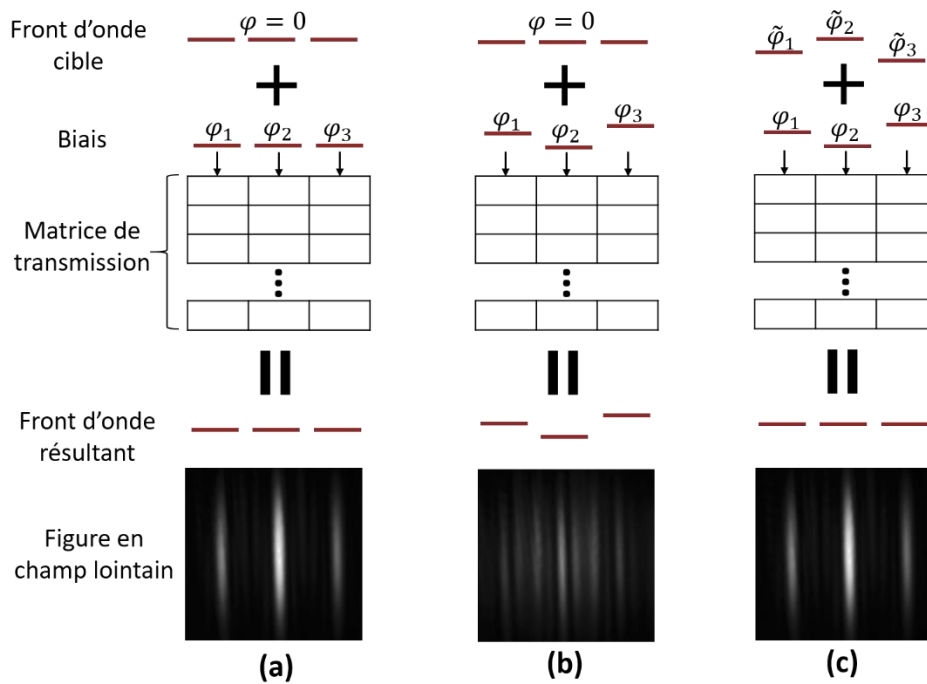 Front d'onde
cible
φ = 0
φ = 0
φ̃₁
φ̃₂
φ̃₃
Biais
φ₁
φ₂
φ₃
φ₁
φ₂
φ₃
φ₁
φ₂
φ₃
Matrice de
transmission
Front d'onde
résultant
Figure en
champ lointain
(a)
(b)
(c)